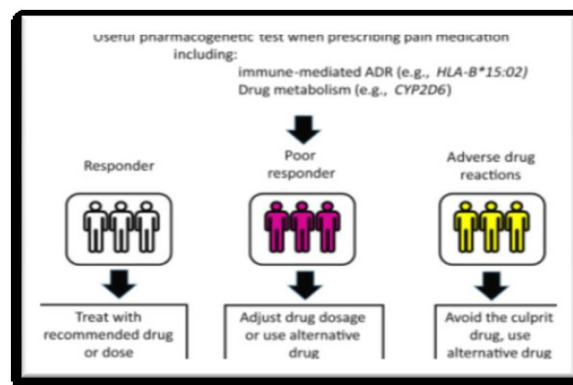 Useful pharmacogenetic test when prescribing pain medication
including:
immune-mediated ADR (e.g., HLA-B*15:02)
Drug metabolism (e.g., CYP2D6)
Responder
Poor
responder
Adverse drug
reactions
Treat with
recommended drug
or dose
Adjust drug dosage
or use alternative
drug
Avoid the culprit
drug, use
alternative drug